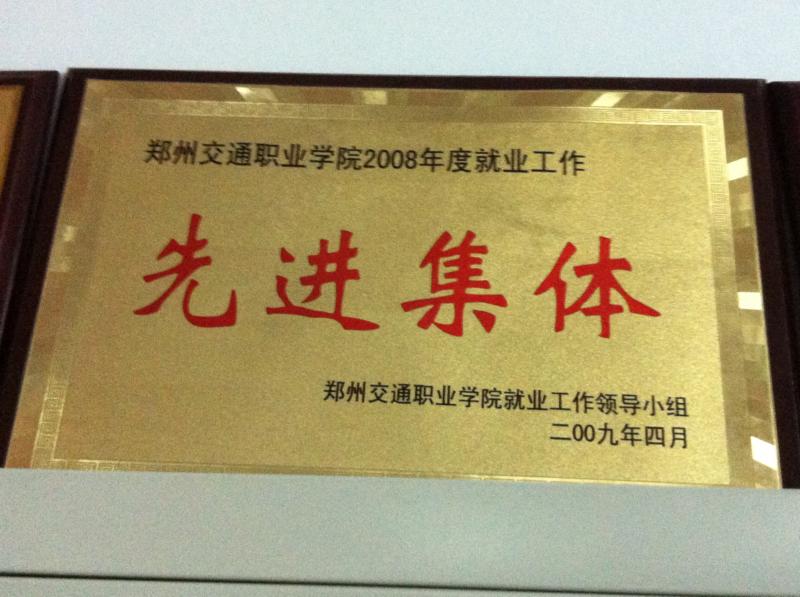 郑州交通职业学院2008年度就业工作
先进集体
郑州交通职业学院就业工作领导小组
二00九年四月